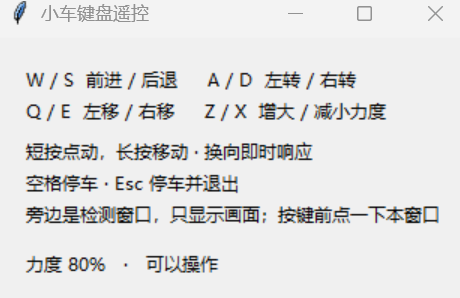 小车键盘遥控
W / S 前进 / 后退 A / D 左转 / 右转
Q / E 左移 / 右移 Z / X 增大 / 减小力度
短按点动，长按移动 · 换向即时响应
空格停车 · Esc 停车并退出
旁边是检测窗口，只显示画面；按键前点一下本窗口
力度 80% · 可以操作